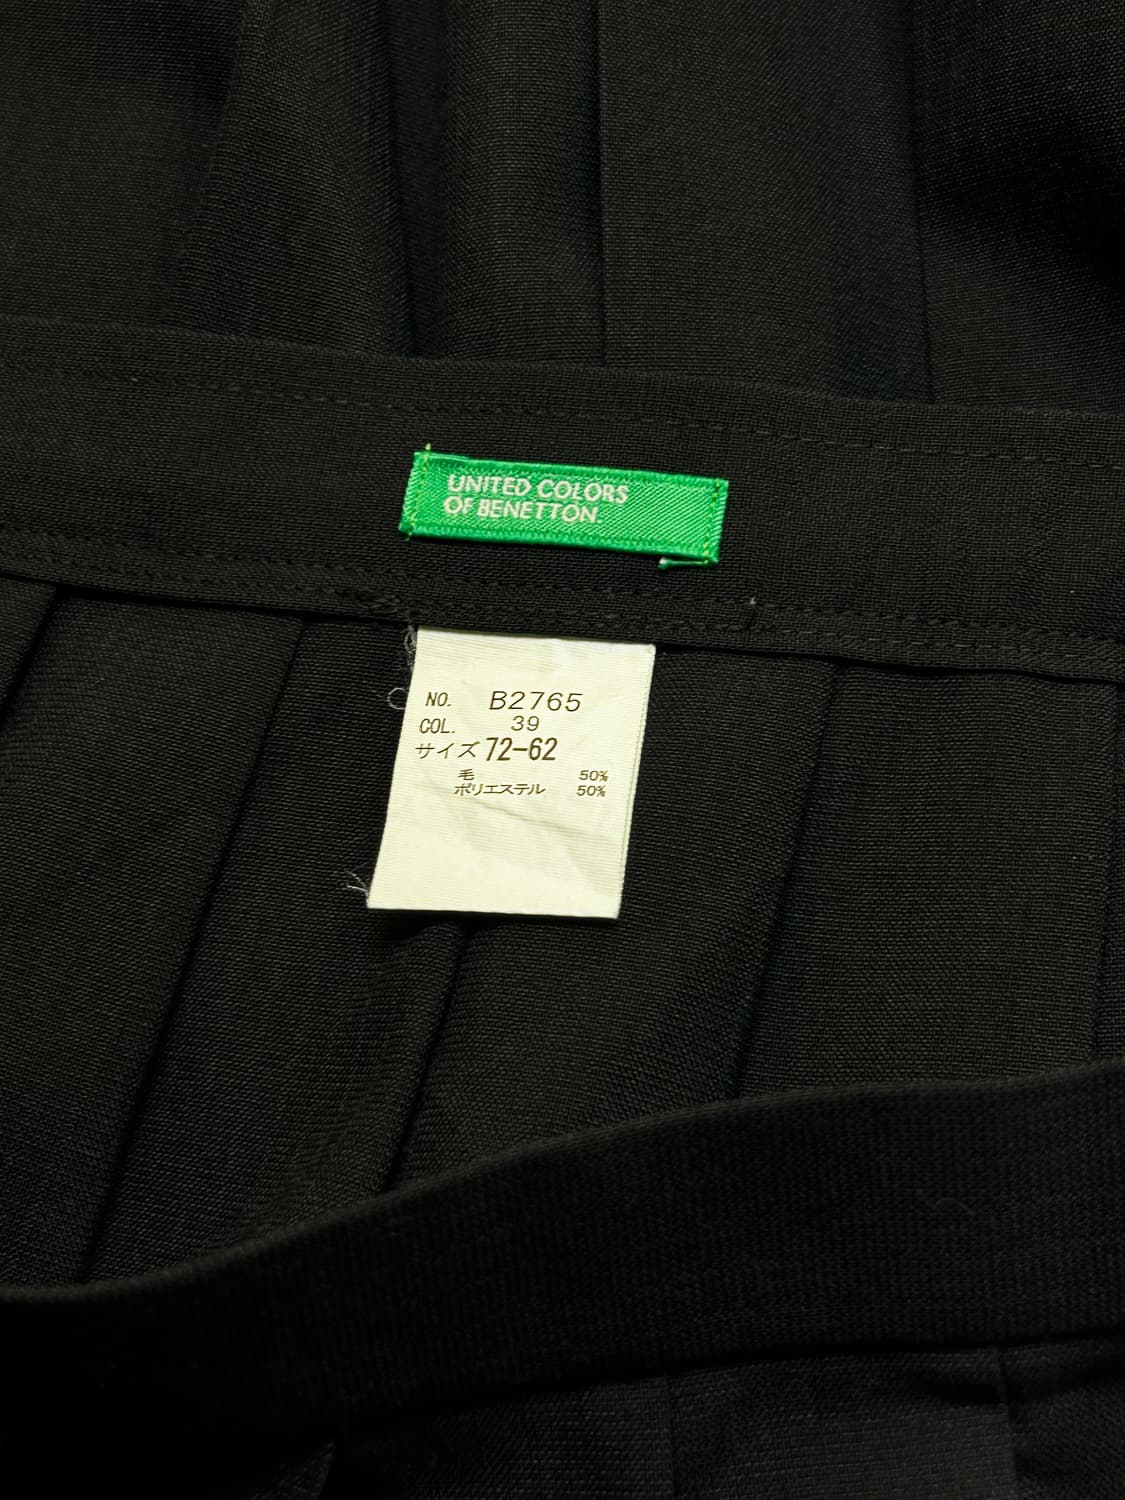 UNITED COLORS
OF BENETTON.
NO. B2765
COL. 39
サイズ 72-62
毛 50%
ポリエステル 50%